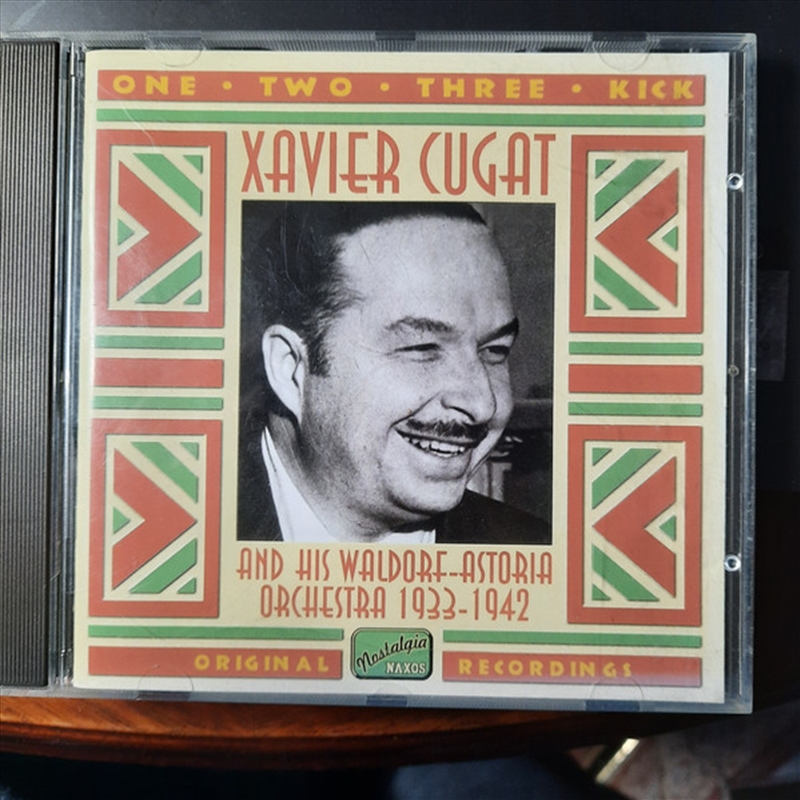 ONE • TWO • THREE • KICK
XAVIER CUGAT
AND HIS WALDORF-ASTORIA
ORCHESTRA 1933-1942
ORIGINAL Nostalgia NAXOS RECORDINGS